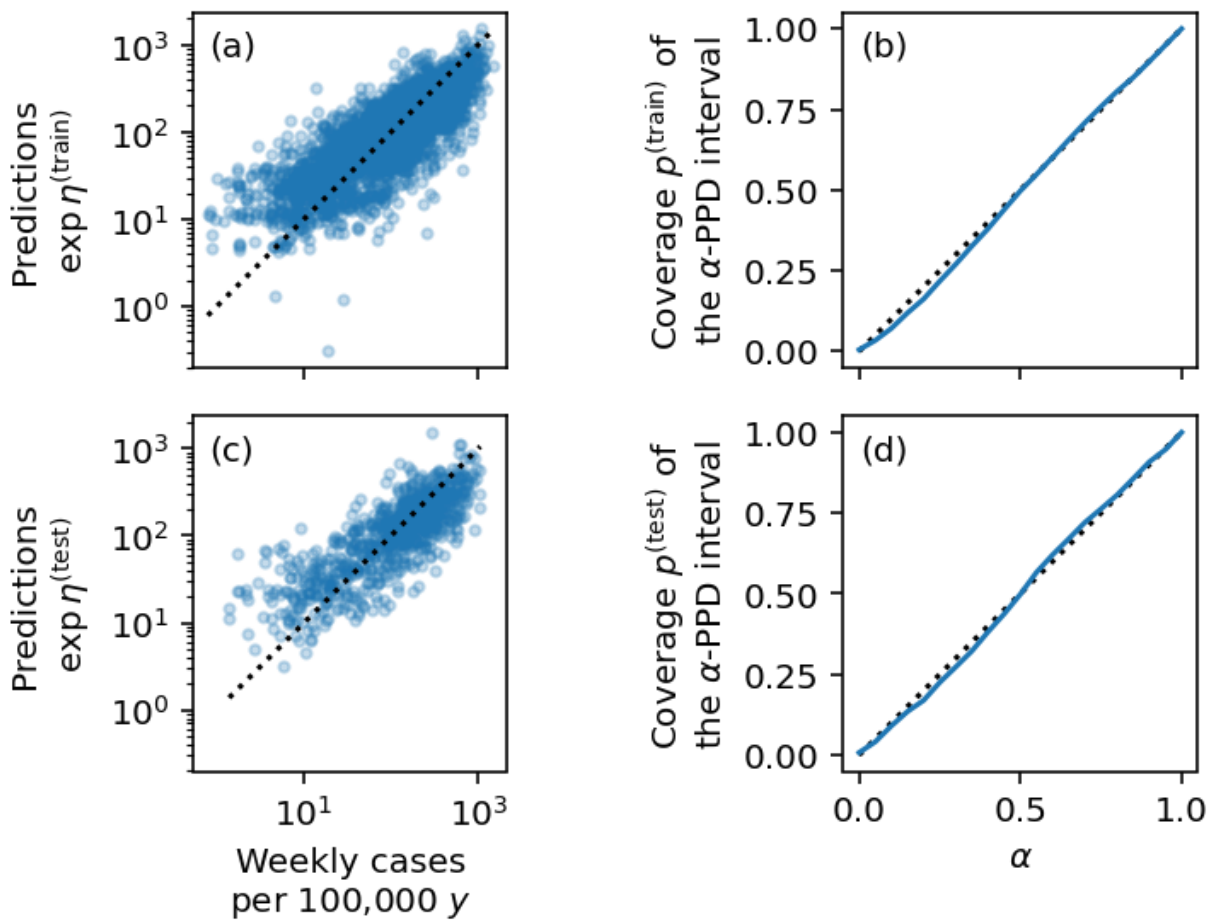 (a)
10³
10²
10¹
10⁰
Predictions
exp η⁽ᵗʳᵃⁱⁿ⁾
(b)
1.00
0.75
0.50
0.25
0.00
Coverage p⁽ᵗʳᵃⁱⁿ⁾ of
the α-PPD interval
(c)
10³
10²
10¹
10⁰
Predictions
exp η⁽ᵗᵉˢᵗ⁾
10¹ 10³
Weekly cases
per 100,000 y
(d)
1.00
0.75
0.50
0.25
0.00
Coverage p⁽ᵗᵉˢᵗ⁾ of
the α-PPD interval
0.0 0.5 1.0
α